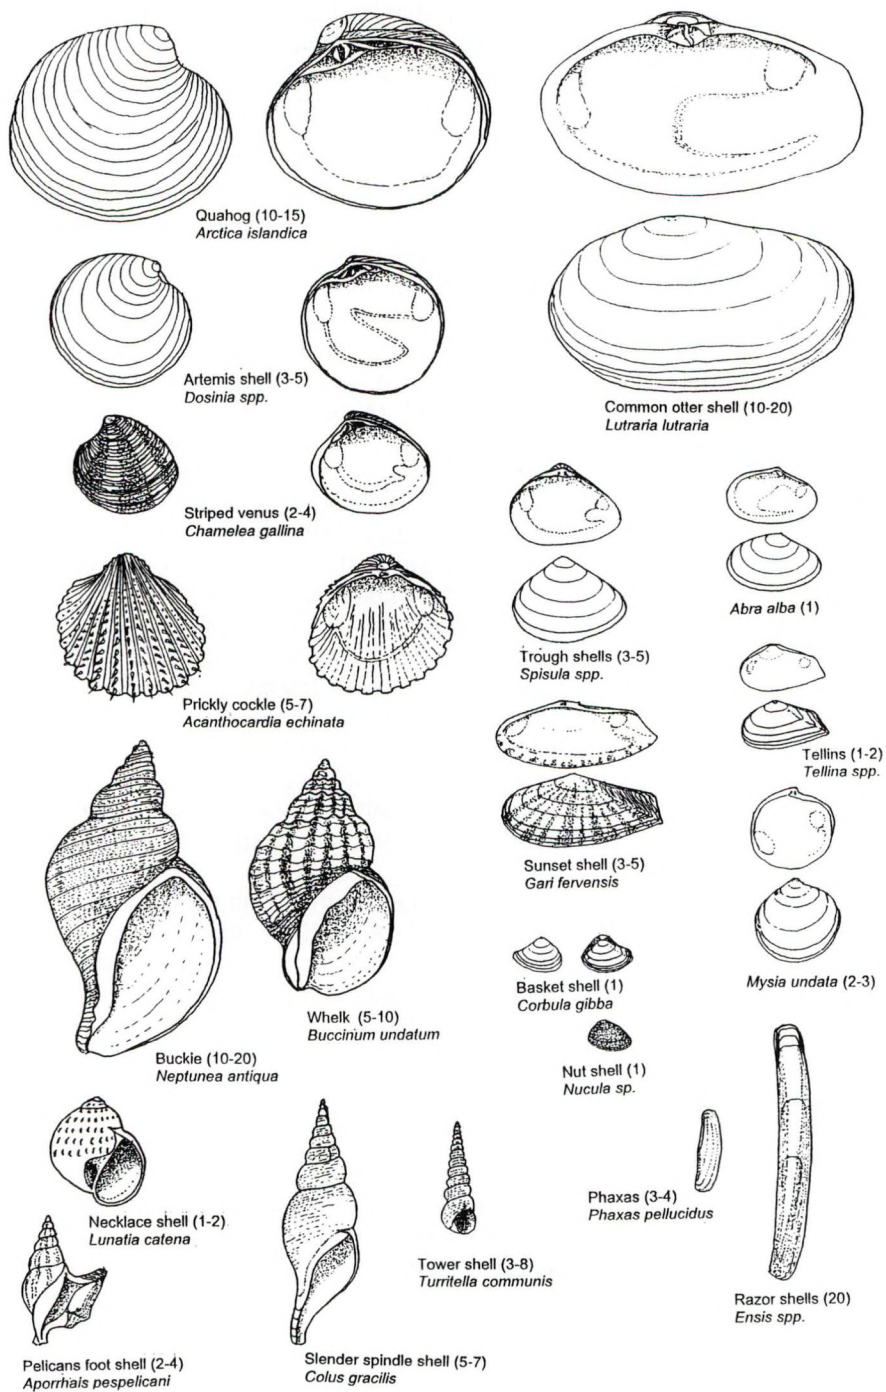 Quahog (10-15)
Arctica islandica
Artemis shell (3-5)
Dosinia spp.
Striped venus (2-4)
Chamelea gallina
Prickly cockle (5-7)
Acanthocardia echinata
Common otter shell (10-20)
Lutraria lutraria
Trough shells (3-5)
Spisula spp.
Abra alba (1)
Tellins (1-2)
Tellina spp.
Sunset shell (3-5)
Gari fervensis
Basket shell (1)
Corbula gibba
Mysia undata (2-3)
Nut shell (1)
Nucula sp.
Buckie (10-20)
Neptunea antiqua
Whelk (5-10)
Buccinum undatum
Necklace shell (1-2)
Lunatia catena
Pelicans foot shell (2-4)
Aporrhais pespelicani
Slender spindle shell (5-7)
Colus gracilis
Tower shell (3-8)
Turritella communis
Phaxas (3-4)
Phaxas pellucidus
Razor shells (20)
Ensis spp.